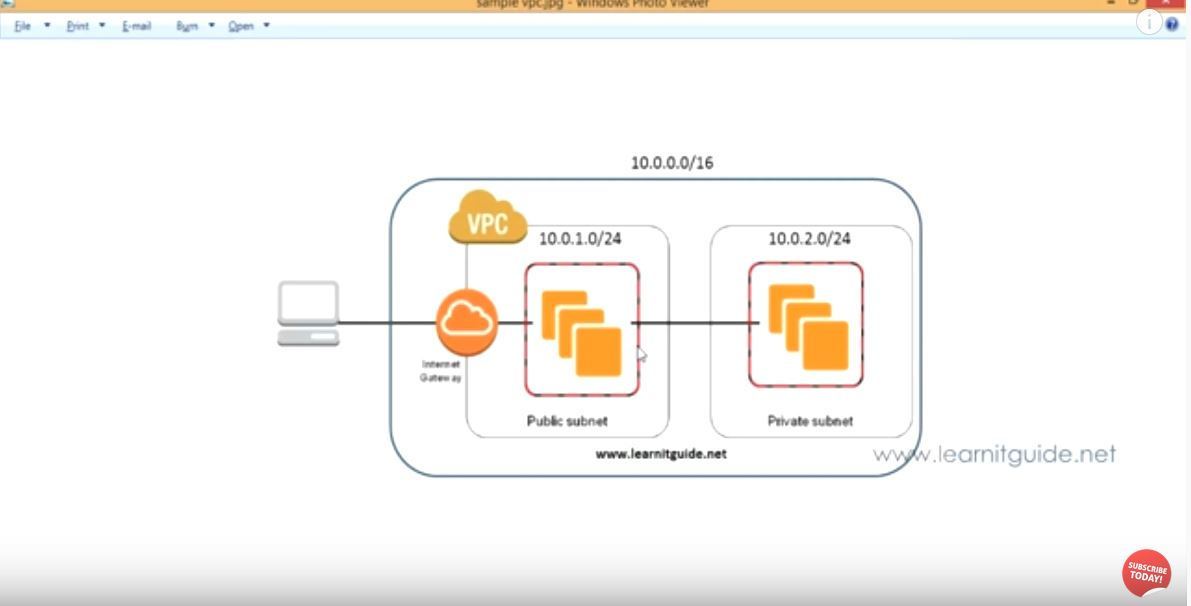 sample vpc.jpg - Windows Photo Viewer
File Print E-mail Burn Open
10.0.0.0/16
VPC
10.0.1.0/24 10.0.2.0/24
Internet
Gateway
Public subnet Private subnet
www.learnitguide.net
www.learnitguide.net
SUBSCRIBE
TODAY!